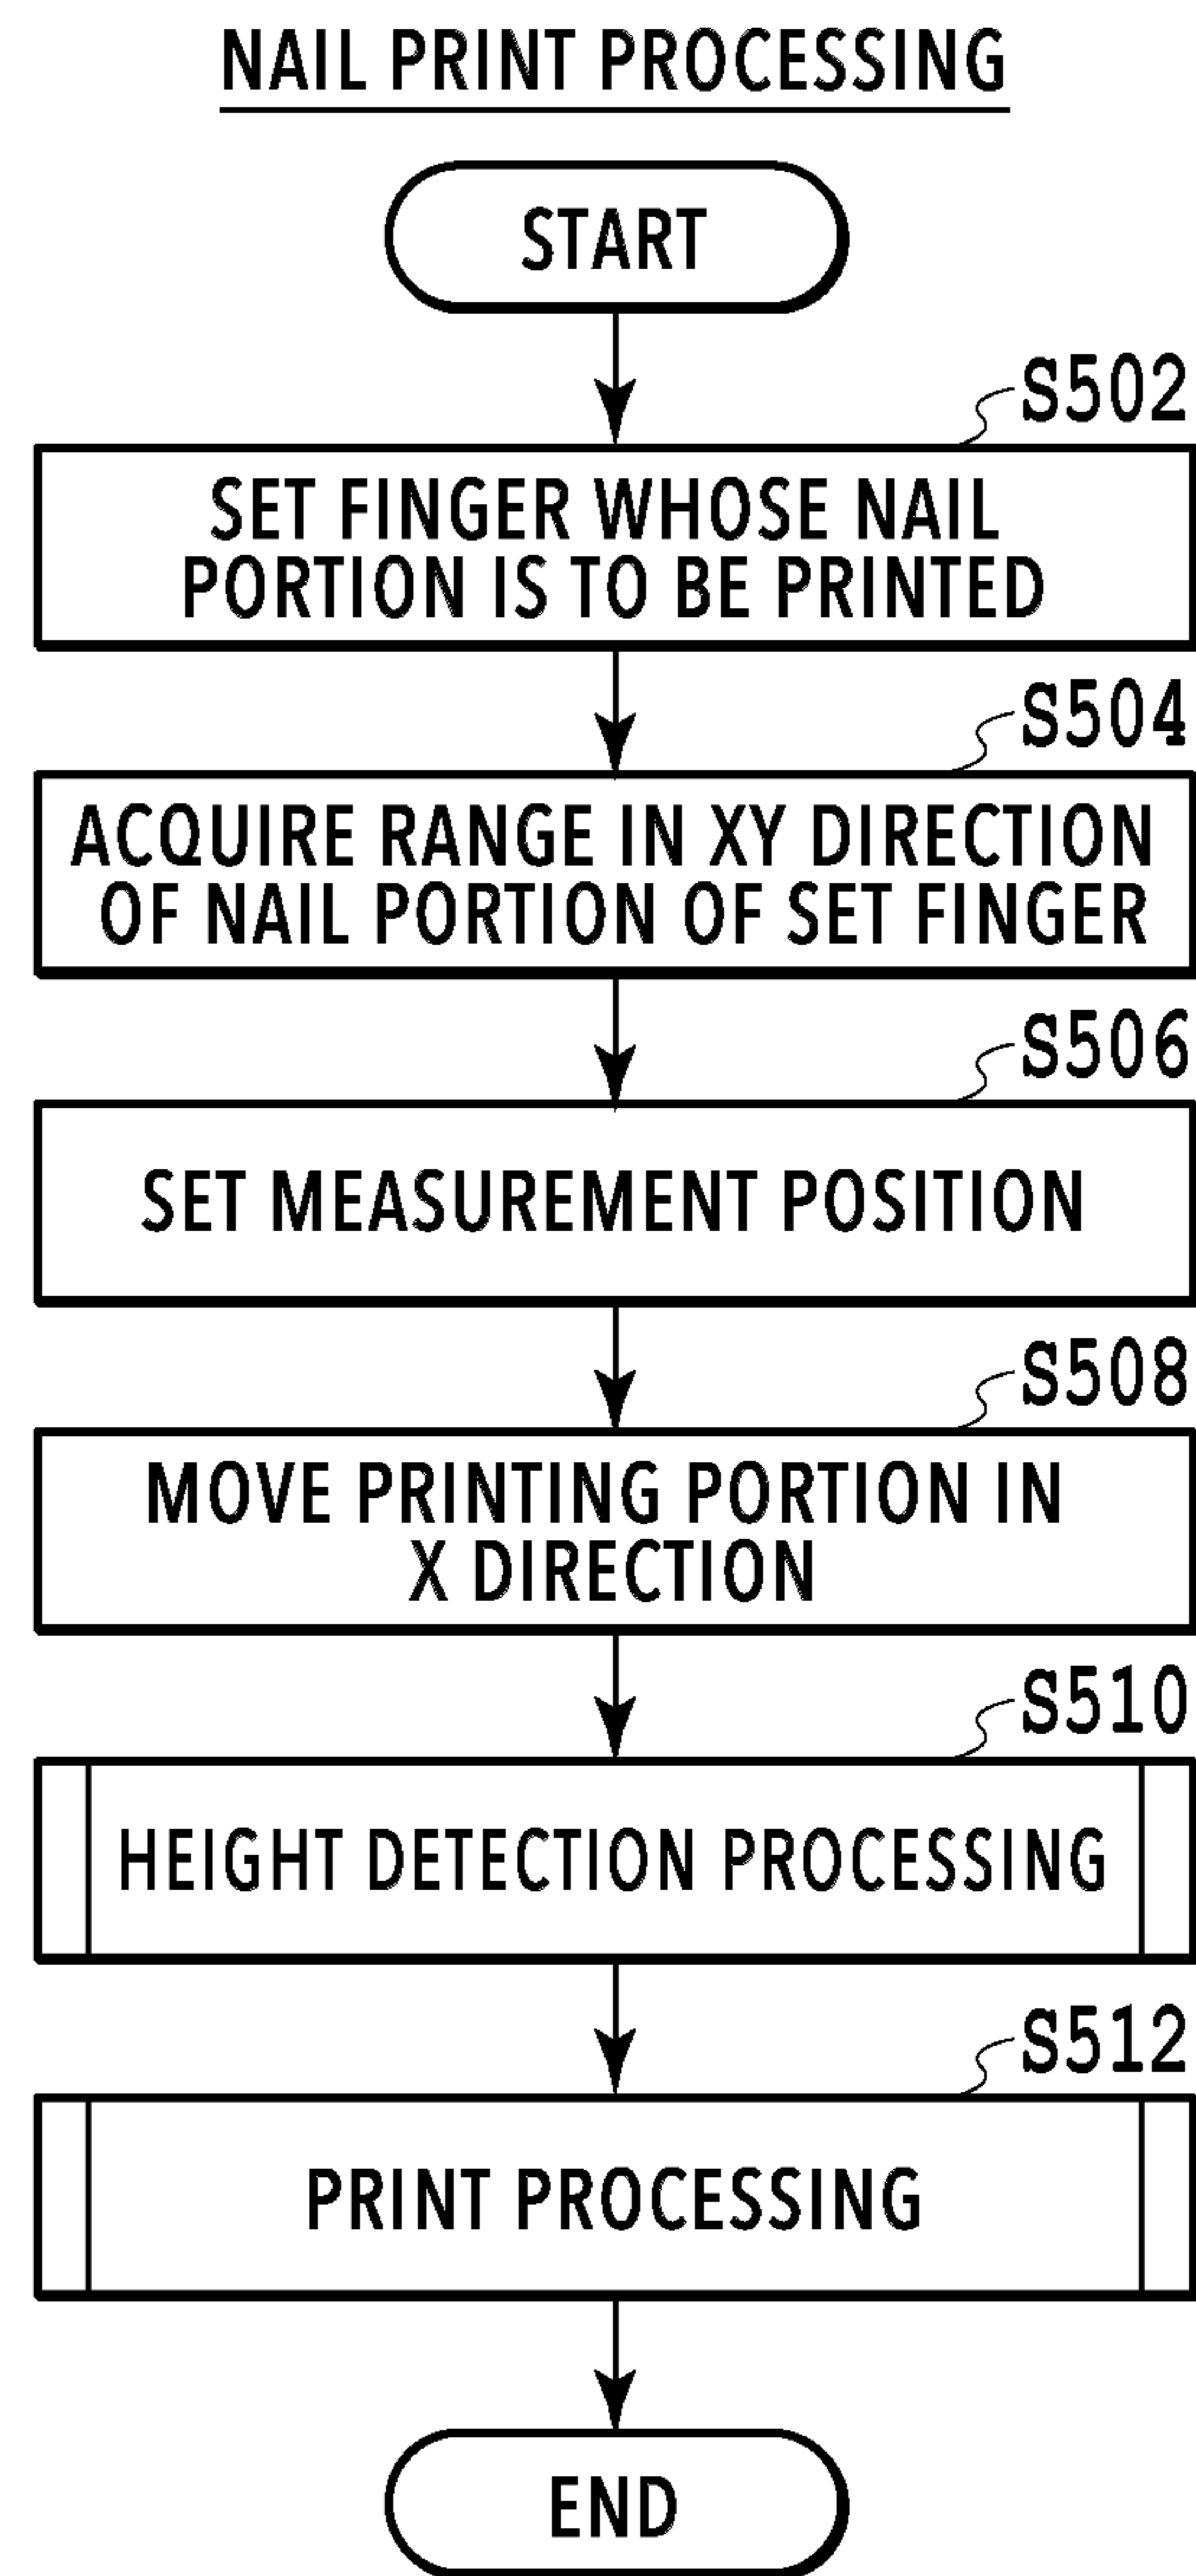 NAIL PRINT PROCESSING
START
S502
SET FINGER WHOSE NAIL
PORTION IS TO BE PRINTED
S504
ACQUIRE RANGE IN XY DIRECTION
OF NAIL PORTION OF SET FINGER
S506
SET MEASUREMENT POSITION
S508
MOVE PRINTING PORTION IN
X DIRECTION
S510
HEIGHT DETECTION PROCESSING
S512
PRINT PROCESSING
END